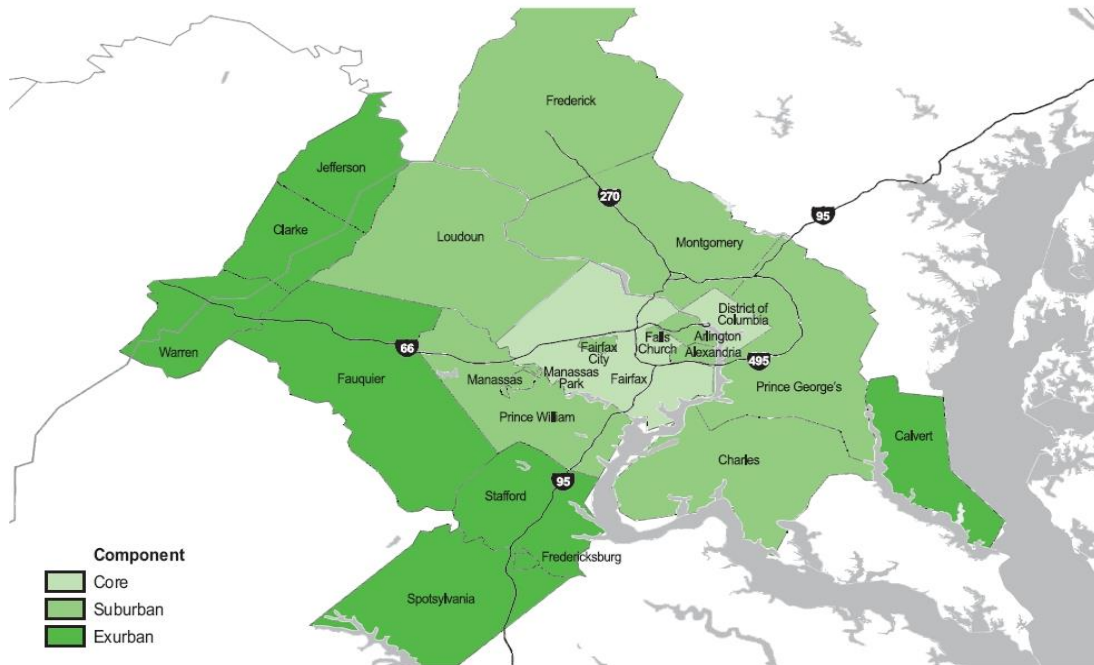 Frederick
Jefferson
270
95
Clarke
Loudoun
Montgomery
District of
Columbia
Falls
Church
Arlington
Fairfax
City
Alexandria
Warren
66
495
Manassas
Manassas
Park
Fairfax
Fauquier
Prince George's
Prince William
Calvert
Charles
95
Stafford
Fredericksburg
Spotsylvania
Component
Core
Suburban
Exurban